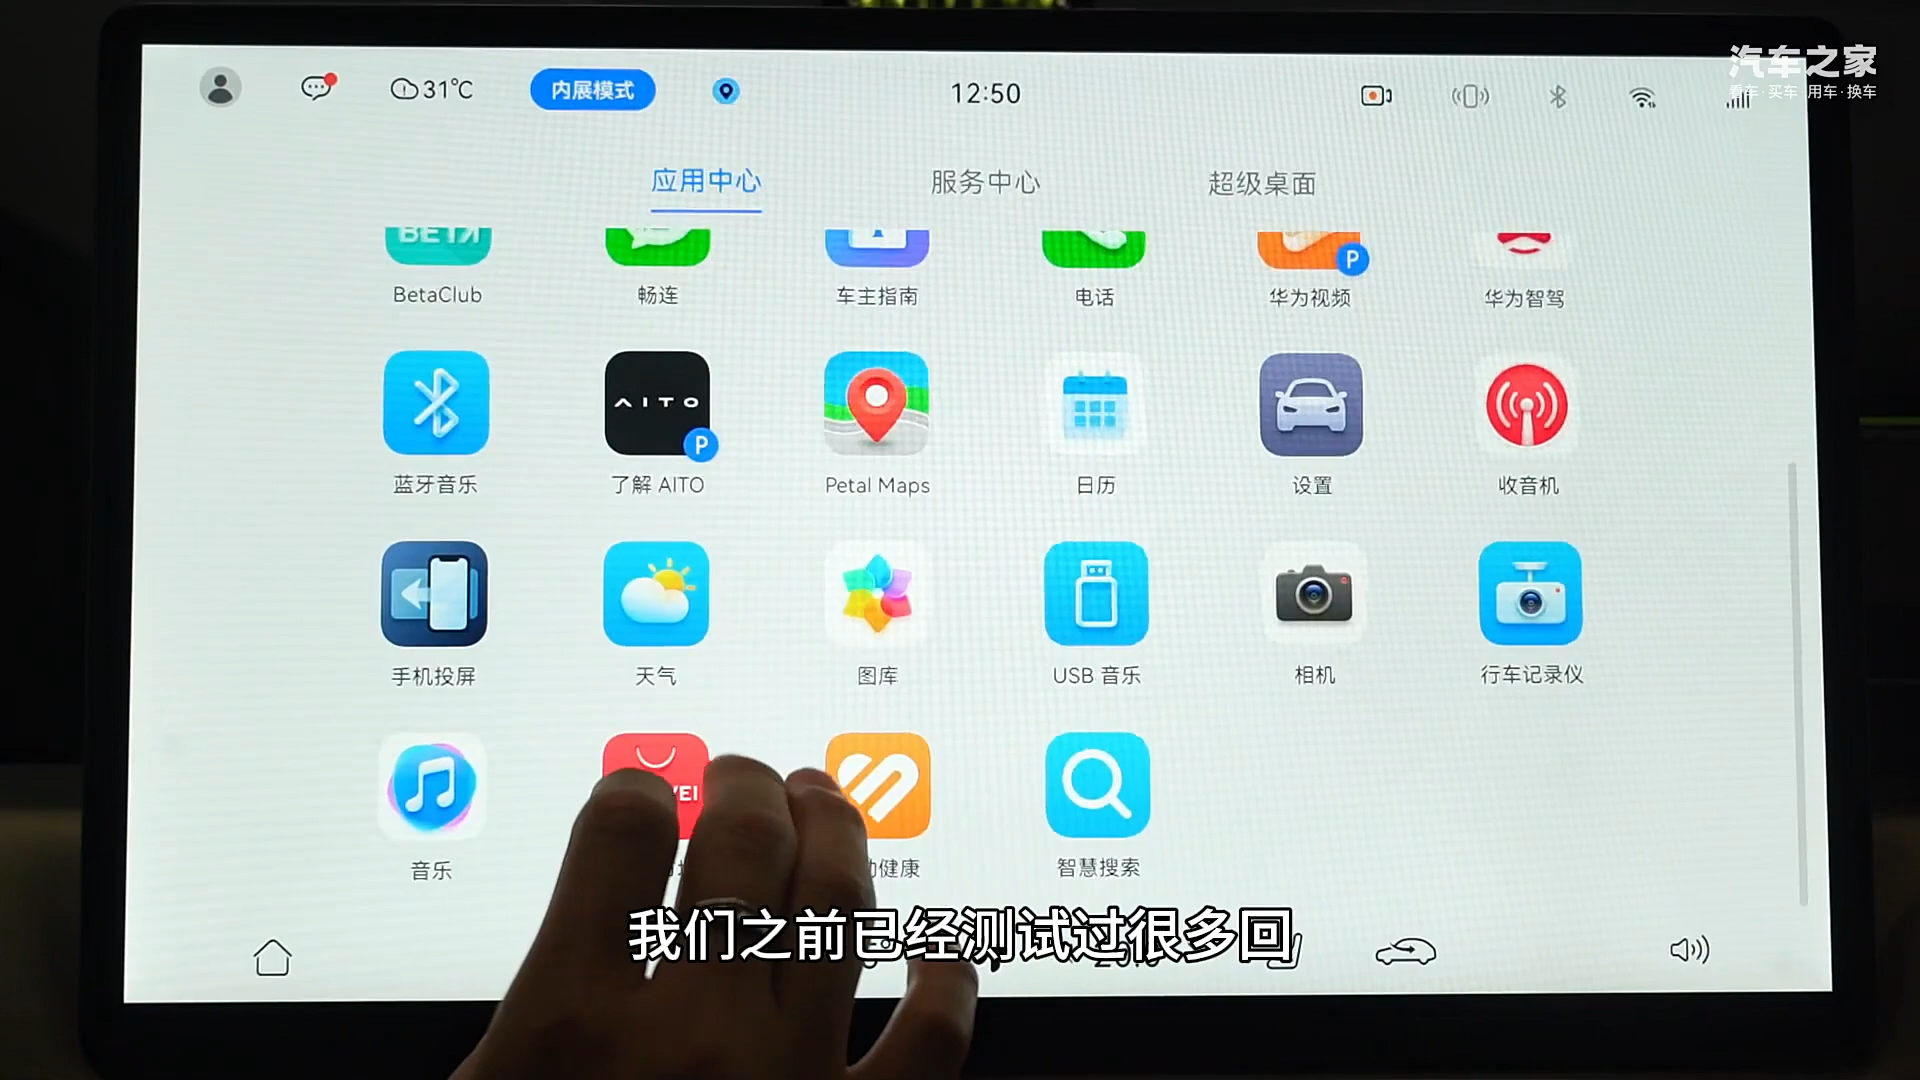 汽车之家
看车·买车·用车·换车
31℃
内展模式
12:50
应用中心
服务中心
超级桌面
BETA
P
BetaClub
畅连
车主指南
电话
华为视频
华为智驾
AITO
P
蓝牙音乐
了解 AITO
Petal Maps
日历
设置
收音机
手机投屏
天气
图库
USB 音乐
相机
行车记录仪
音乐
健康
智慧搜索
我们之前已经测试过很多回